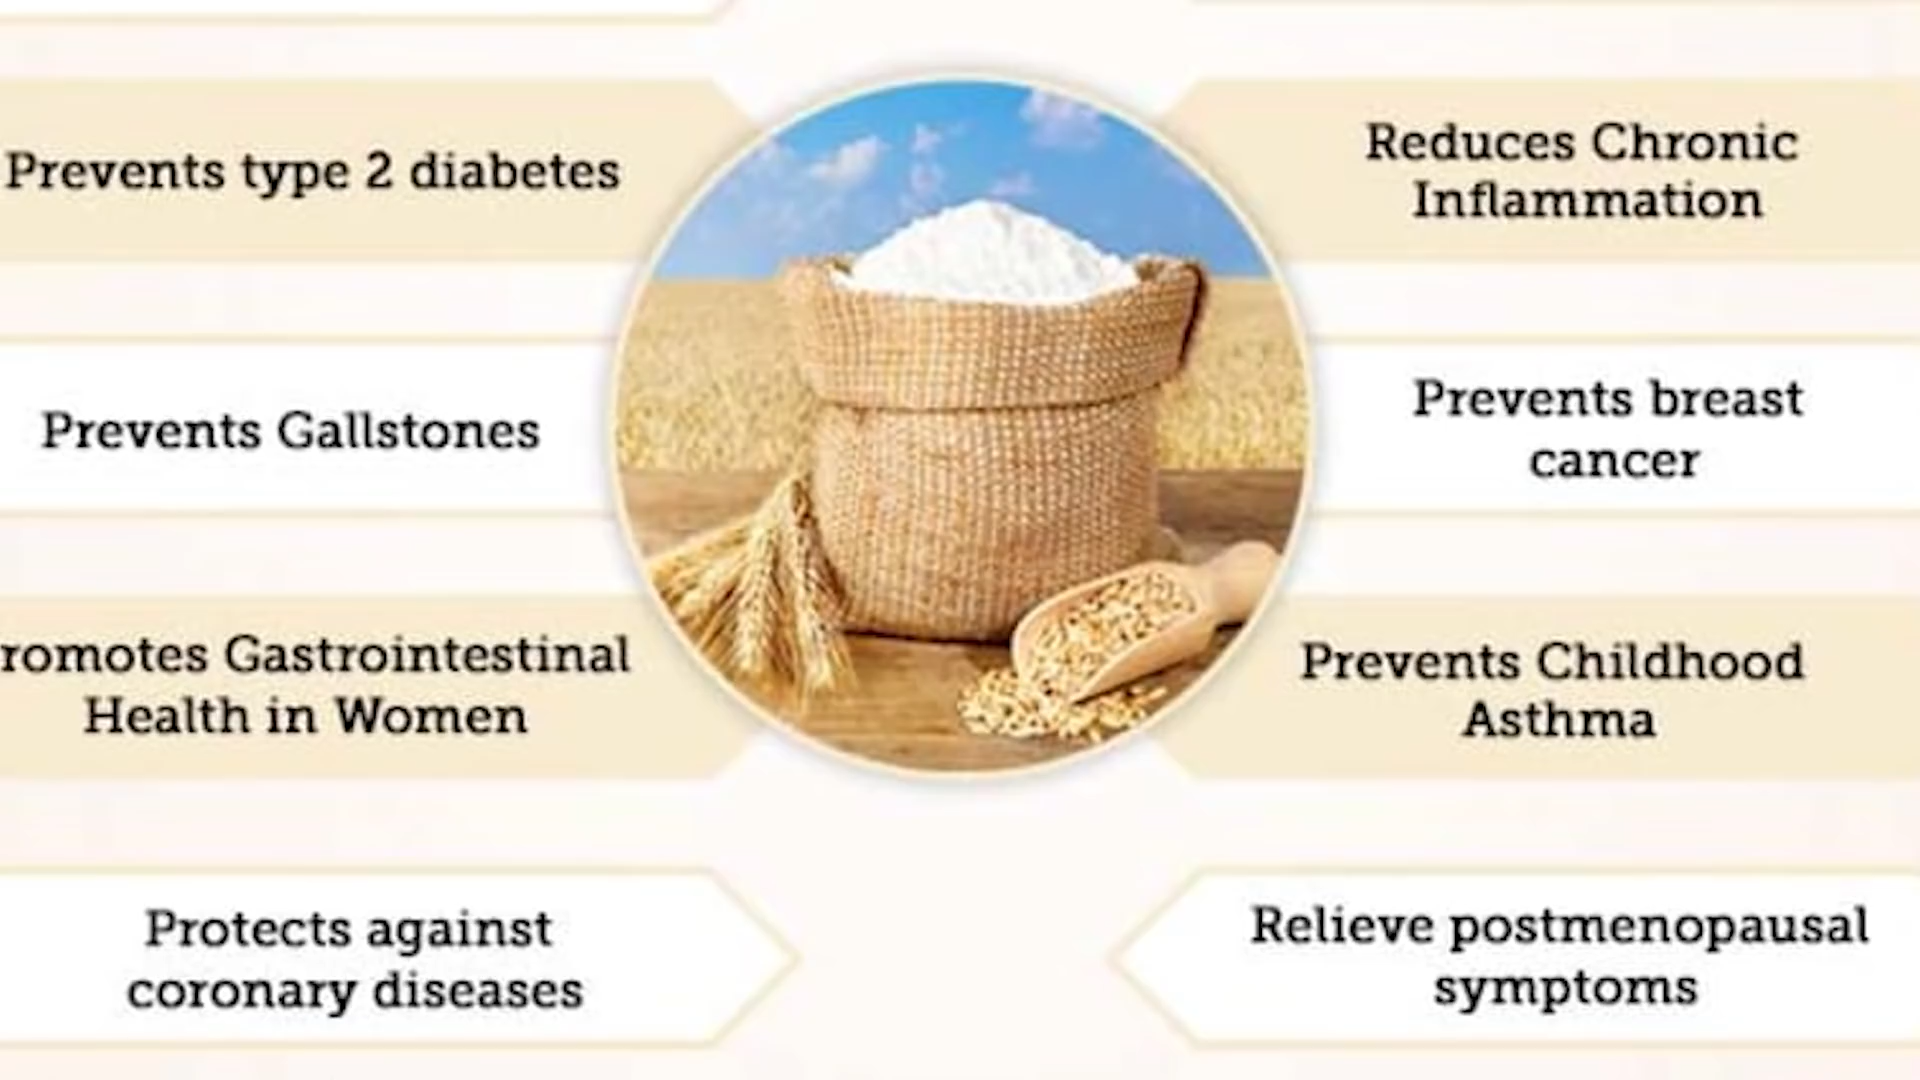 Prevents type 2 diabetes
Prevents Gallstones
romotes Gastrointestinal
Health in Women
Protects against
coronary diseases
Reduces Chronic
Inflammation
Prevents breast
cancer
Prevents Childhood
Asthma
Relieve postmenopausal
symptoms